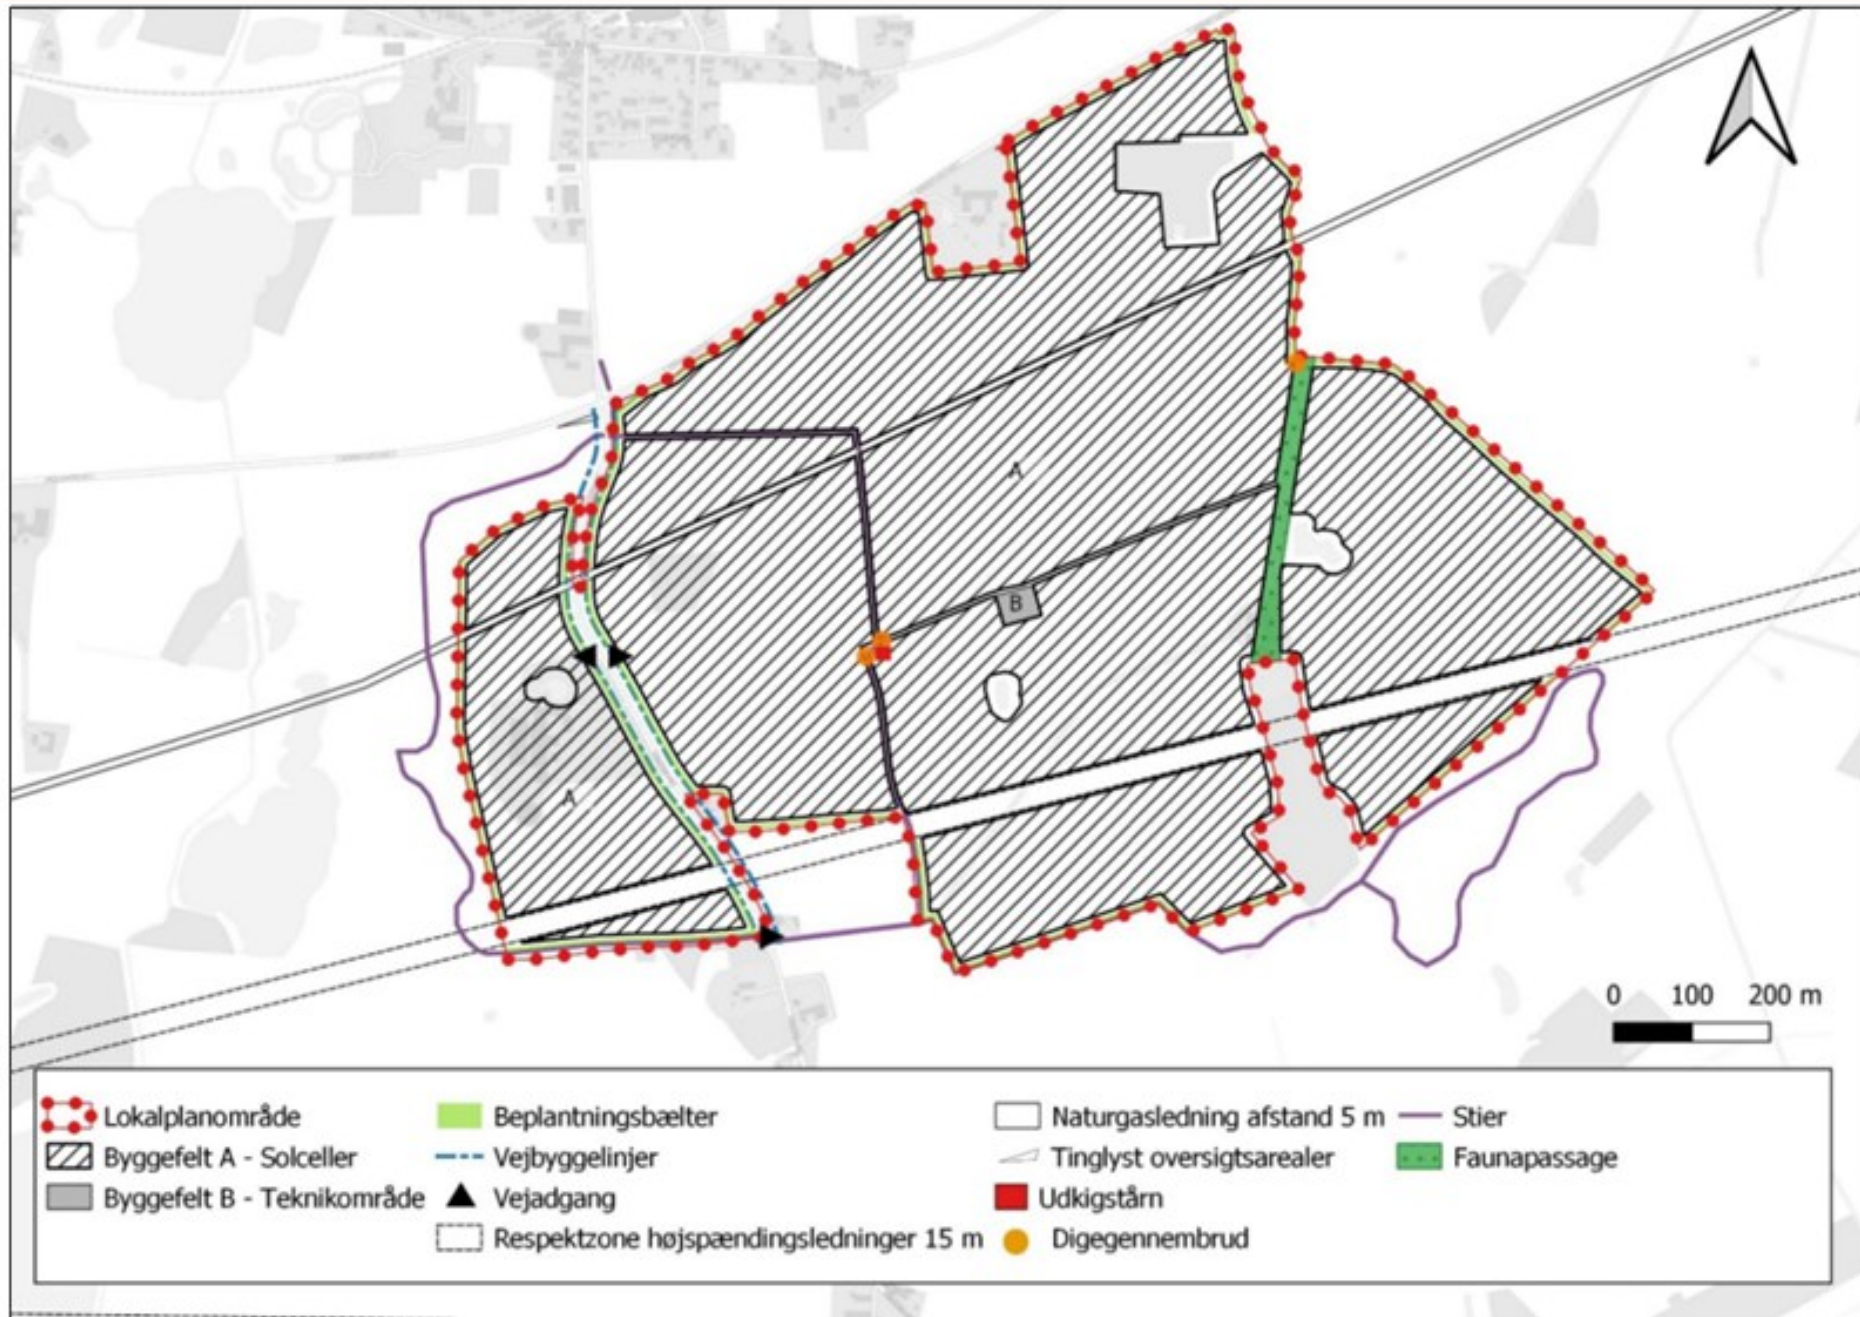 A
B
A
0 100 200 m
Lokalplanområde
Byggefelt A - Solceller
Byggefelt B - Teknikområde
Beplantningsbælter
Vejbyggelinjer
Vejadgang
Respektzone højspændingsledninger 15 m
Naturgasledning afstand 5 m
Tinglyst oversigtsarealer
Udkigstårn
Digegennembrud
Stier
Faunapassage